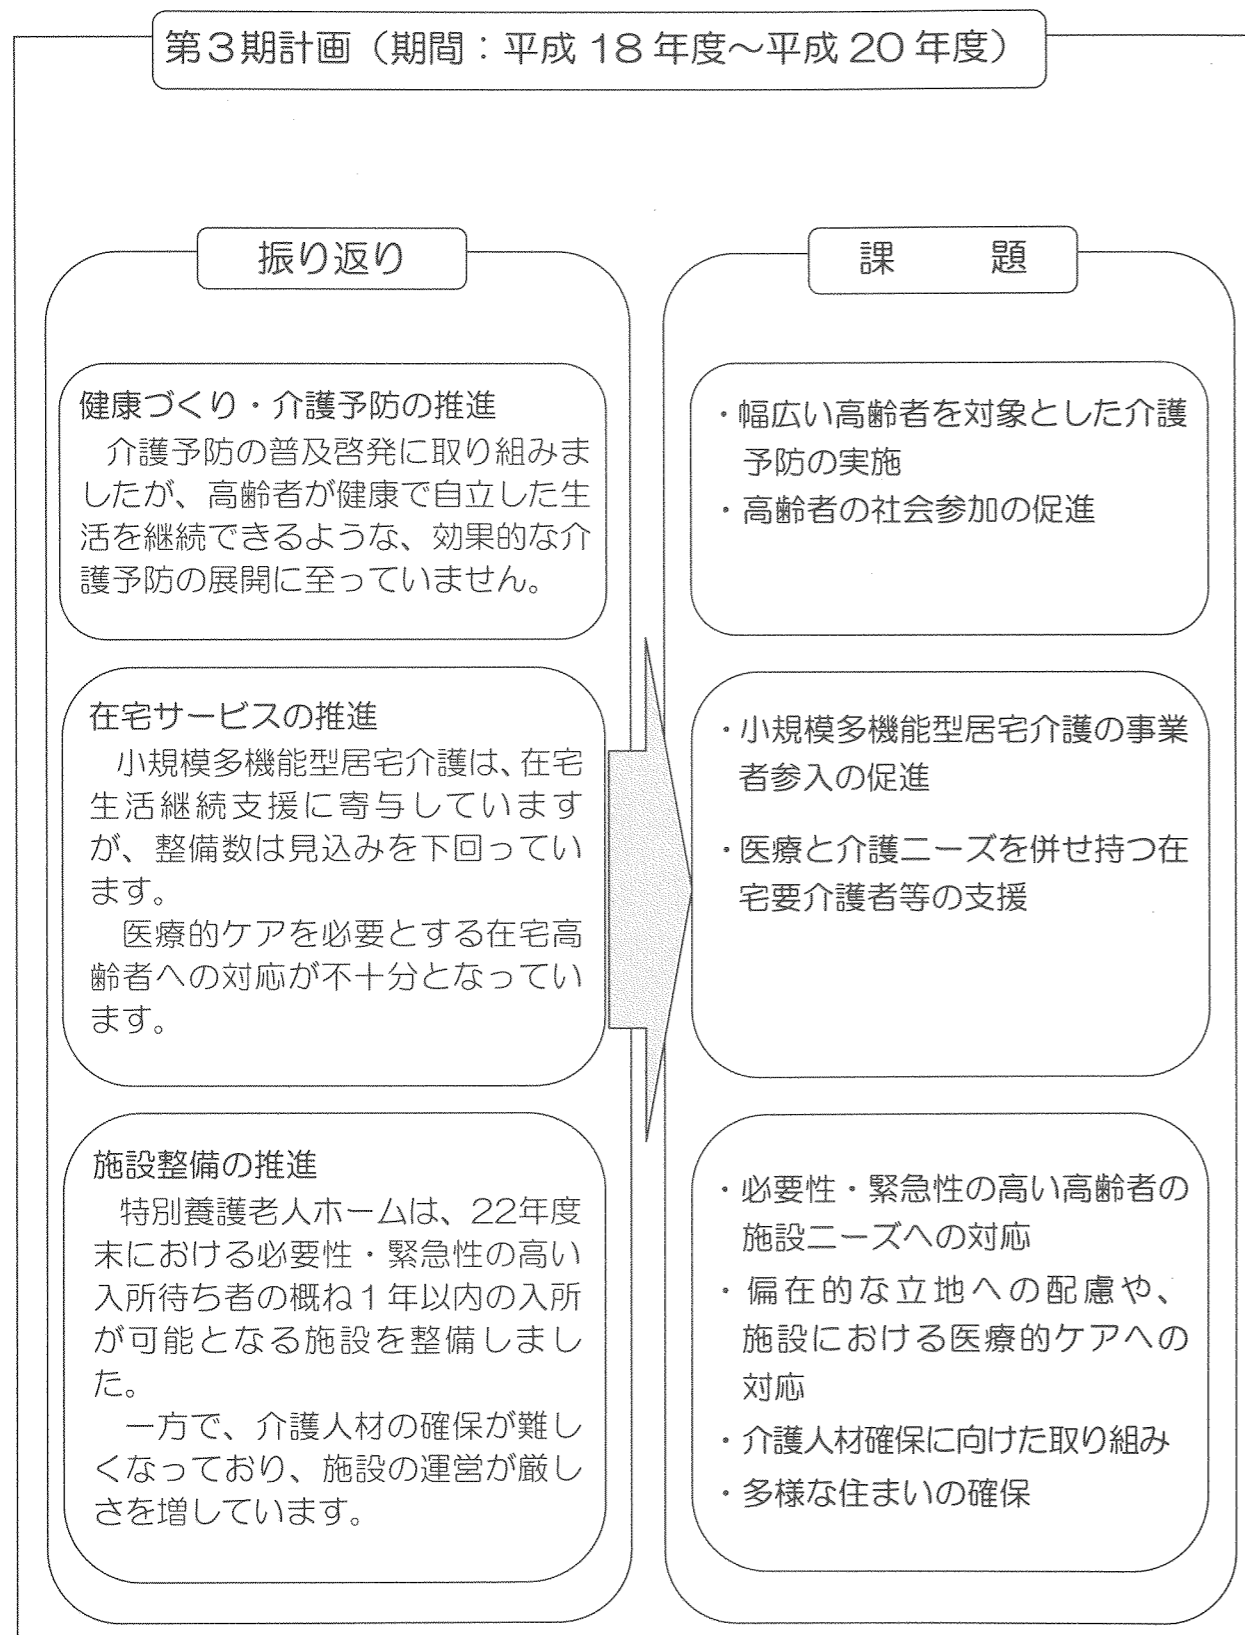 第3期計画（期間：平成18年度～平成20年度）
振り返り
健康づくり・介護予防の推進
介護予防の普及啓発に取り組みま
したが、高齢者が健康で自立した生
活を継続できるような、効果的な介
護予防の展開に至っていません。
在宅サービスの推進
小規模多機能型居宅介護は、在宅
生活継続支援に寄与しています
が、整備数は見込みを下回ってい
ます。
医療的ケアを必要とする在宅高
齢者への対応が不十分となってい
ます。
施設整備の推進
特別養護老人ホームは、22年度
末における必要性・緊急性の高い
入所待ち者の概ね1年以内の入所
が可能となる施設を整備しまし
た。
一方で、介護人材の確保が難し
くなっており、施設の運営が厳し
さを増しています。
課　題
・幅広い高齢者を対象とした介護
予防の実施
・高齢者の社会参加の促進
・小規模多機能型居宅介護の事業
者参入の促進
・医療と介護ニーズを併せ持つ在
宅要介護者等の支援
・必要性・緊急性の高い高齢者の
施設ニーズへの対応
・偏在的な立地への配慮や、
施設における医療的ケアへの
対応
・介護人材確保に向けた取り組み
・多様な住まいの確保